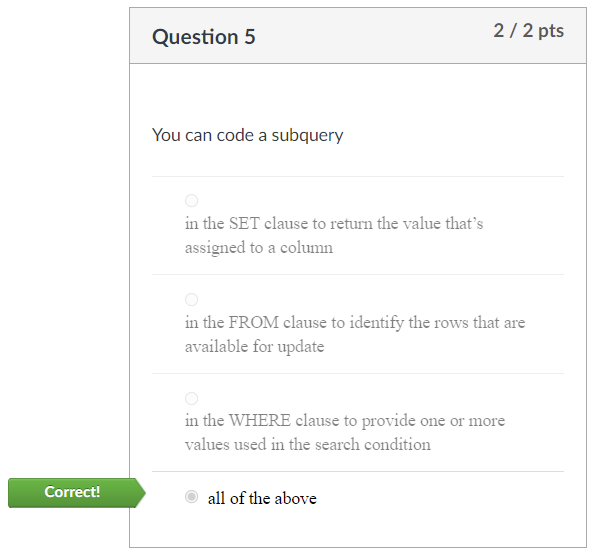 Question 5
2 / 2 pts
You can code a subquery
in the SET clause to return the value that’s
assigned to a column
in the FROM clause to identify the rows that are
available for update
in the WHERE clause to provide one or more
values used in the search condition
Correct!
all of the above